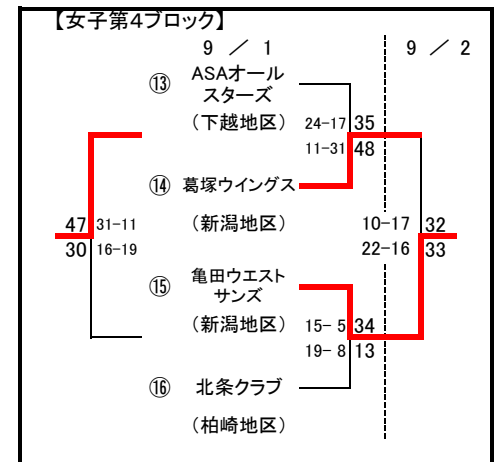 【女子第4ブロック】
9 ／ 1
9 ／ 2
⑬ ASAオール
スターズ
（下越地区）
24-17 35
11-31 48
⑭ 葛塚ウイングス
（新潟地区）
47 31-11
30 16-19
10-17 32
22-16 33
⑮ 亀田ウエスト
サンズ
（新潟地区）
15- 5 34
19- 8 13
⑯ 北条クラブ
（柏崎地区）